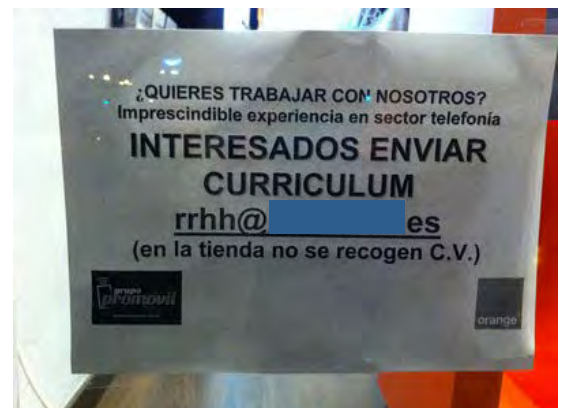 ¿QUIERES TRABAJAR CON NOSOTROS?
Imprescindible experiencia en sector telefonía
INTERESADOS ENVIAR
CURRICULUM
rrhh@ es
(en la tienda no se recogen C.V.)
grupo
promovil
orange